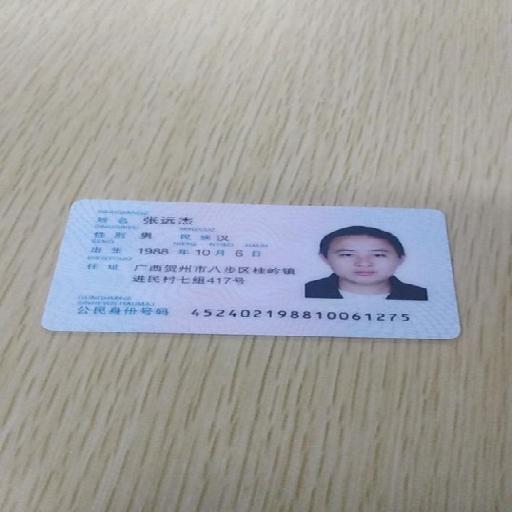 姓名 张远杰
性别 男 民族 汉
出生 1988 年 10 月 6 日
住址 广西贺州市八步区桂岭镇
进民村七组417号
公民身份号码 452402198810061275